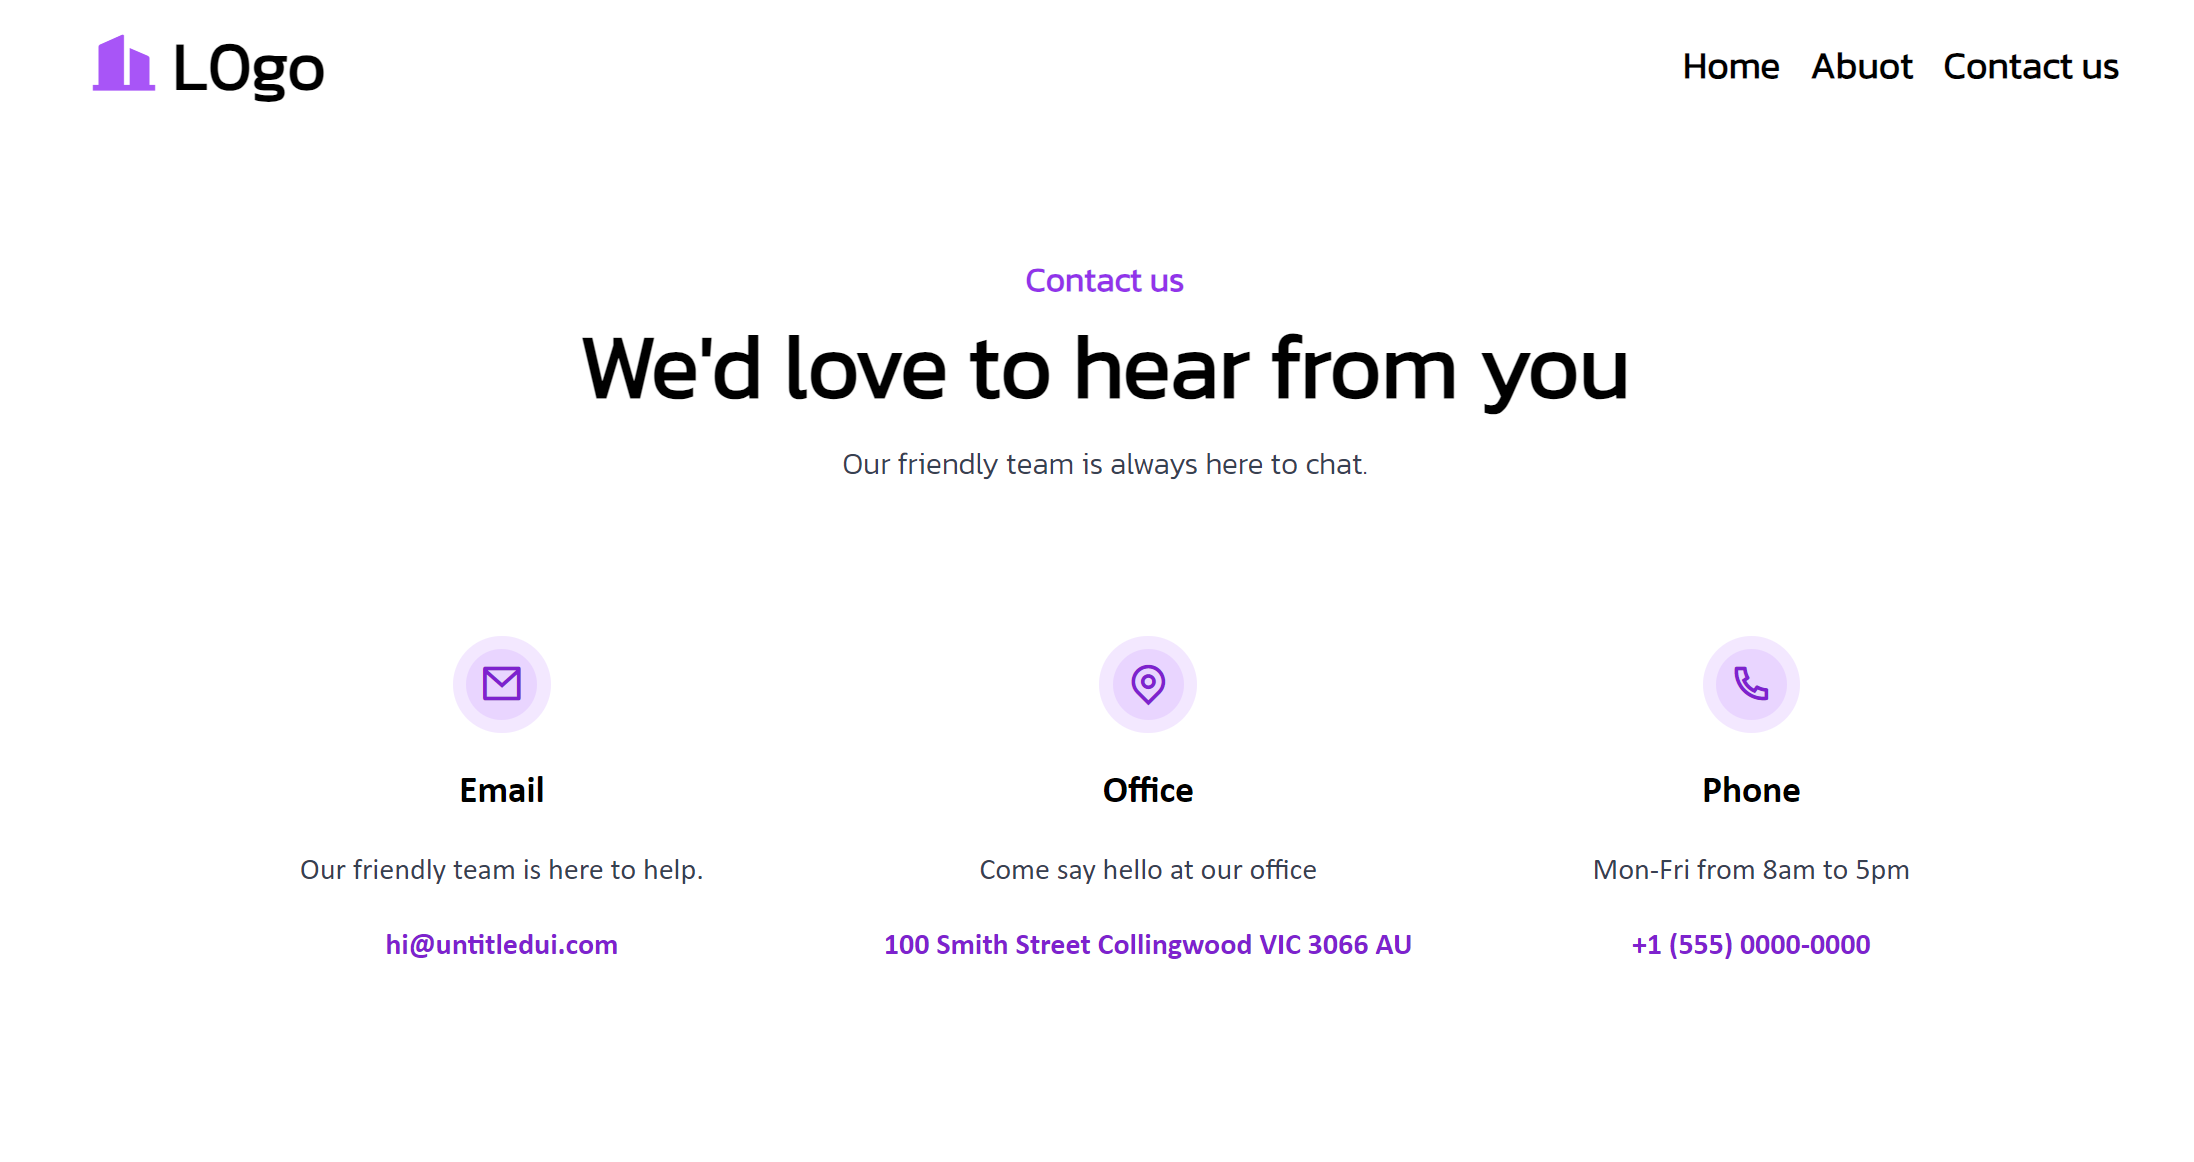 LOgo
Home Abuot Contact us
Contact us
We'd love to hear from you
Our friendly team is always here to chat.
Email
Our friendly team is here to help.
hi@untitledui.com
Office
Come say hello at our office
100 Smith Street Collingwood VIC 3066 AU
Phone
Mon-Fri from 8am to 5pm
+1 (555) 0000-0000